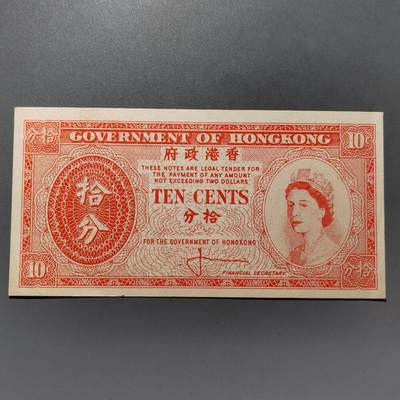 分拾 GOVERNMENT OF HONGKONG 10¢
府政港香
THESE NOTES ARE LEGAL TENDER FOR
THE PAYMENT OF ANY AMOUNT
NOT EXCEEDING TWO DOLLARS
拾分
TEN CENTS
分拾
FOR THE GOVERNMENT OF HONGKONG
FINANCIAL SECRETARY
10¢ 分拾